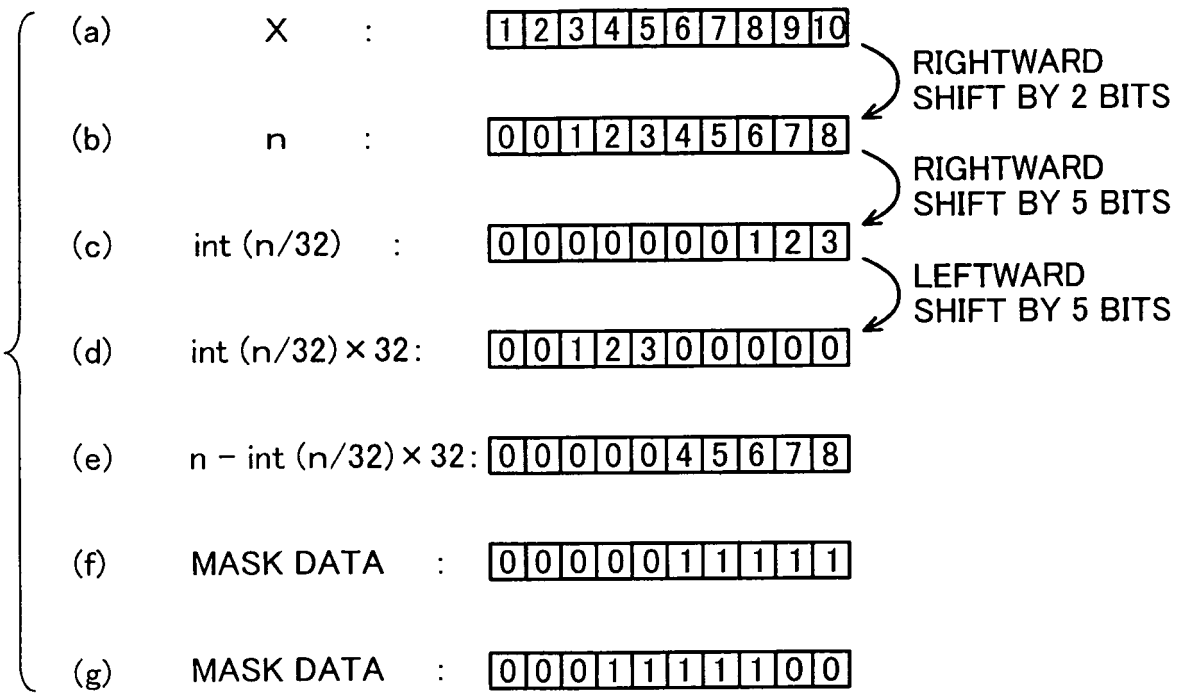 (a) X : 1 2 3 4 5 6 7 8 9 10
RIGHTWARD
SHIFT BY 2 BITS
(b) n : 0 0 1 2 3 4 5 6 7 8
RIGHTWARD
SHIFT BY 5 BITS
(c) int (n/32) : 0 0 0 0 0 0 0 1 2 3
LEFTWARD
SHIFT BY 5 BITS
(d) int (n/32) × 32: 0 0 1 2 3 0 0 0 0 0
(e) n - int (n/32) × 32: 0 0 0 0 0 4 5 6 7 8
(f) MASK DATA : 0 0 0 0 0 1 1 1 1 1
(g) MASK DATA : 0 0 0 1 1 1 1 1 0 0